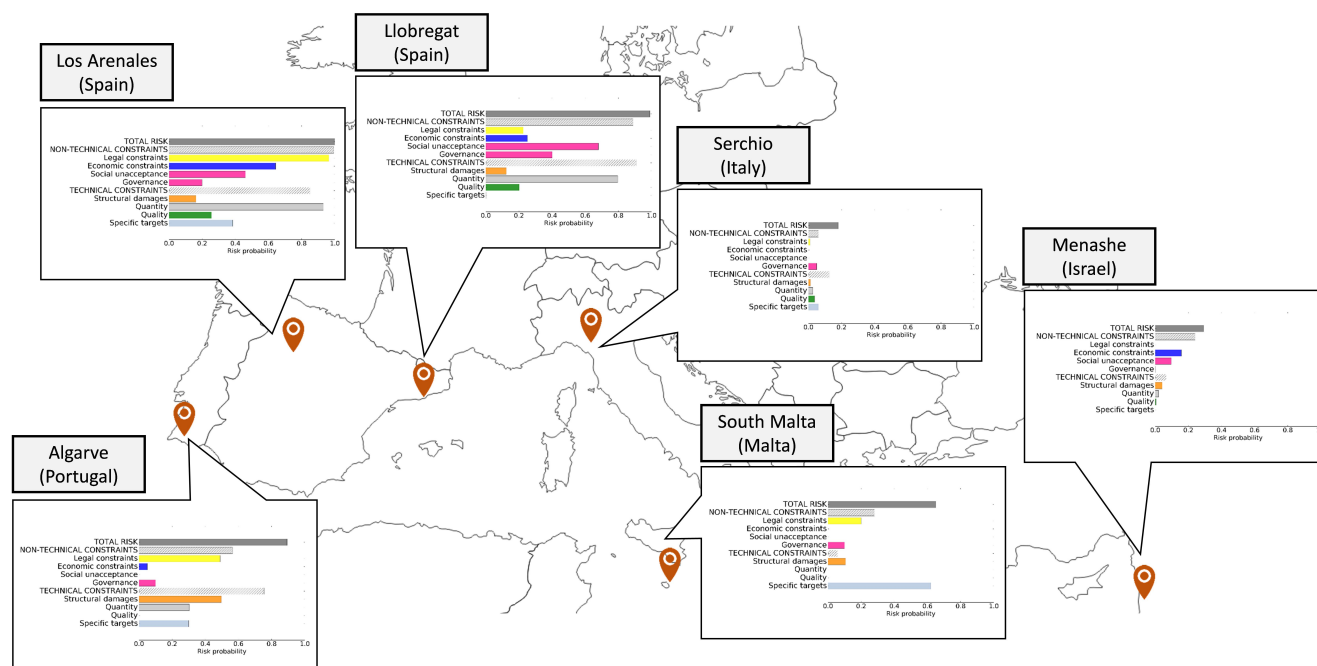 Los Arenales
(Spain)
TOTAL RISK
NON-TECHNICAL CONSTRAINTS
Legal constraints
Economic constraints
Social unacceptance
Governance
TECHNICAL CONSTRAINTS
Structural damages
Quantity
Quality
Specific targets
0.0 0.2 0.4 0.6 0.8 1.0
Risk probability
Llobregat
(Spain)
TOTAL RISK
NON-TECHNICAL CONSTRAINTS
Legal constraints
Economic constraints
Social unacceptance
Governance
TECHNICAL CONSTRAINTS
Structural damages
Quantity
Quality
Specific targets
0.0 0.2 0.4 0.6 0.8 1.0
Risk probability
Serchio
(Italy)
TOTAL RISK
NON-TECHNICAL CONSTRAINTS
Legal constraints
Economic constraints
Social unacceptance
Governance
TECHNICAL CONSTRAINTS
Structural damages
Quantity
Quality
Specific targets
0.0 0.2 0.4 0.6 0.8 1.0
Risk probability
Menashe
(Israel)
TOTAL RISK
NON-TECHNICAL CONSTRAINTS
Legal constraints
Economic constraints
Social unacceptance
Governance
TECHNICAL CONSTRAINTS
Structural damages
Quantity
Quality
Specific targets
0.0 0.2 0.4 0.6 0.8
Risk probability
Algarve
(Portugal)
TOTAL RISK
NON-TECHNICAL CONSTRAINTS
Legal constraints
Economic constraints
Social unacceptance
Governance
TECHNICAL CONSTRAINTS
Structural damages
Quantity
Quality
Specific targets
0.0 0.2 0.4 0.6 0.8 1.0
Risk probability
South Malta
(Malta)
TOTAL RISK
NON-TECHNICAL CONSTRAINTS
Legal constraints
Economic constraints
Social unacceptance
Governance
TECHNICAL CONSTRAINTS
Structural damages
Quantity
Quality
Specific targets
0.0 0.2 0.4 0.6 0.8 1.0
Risk probability